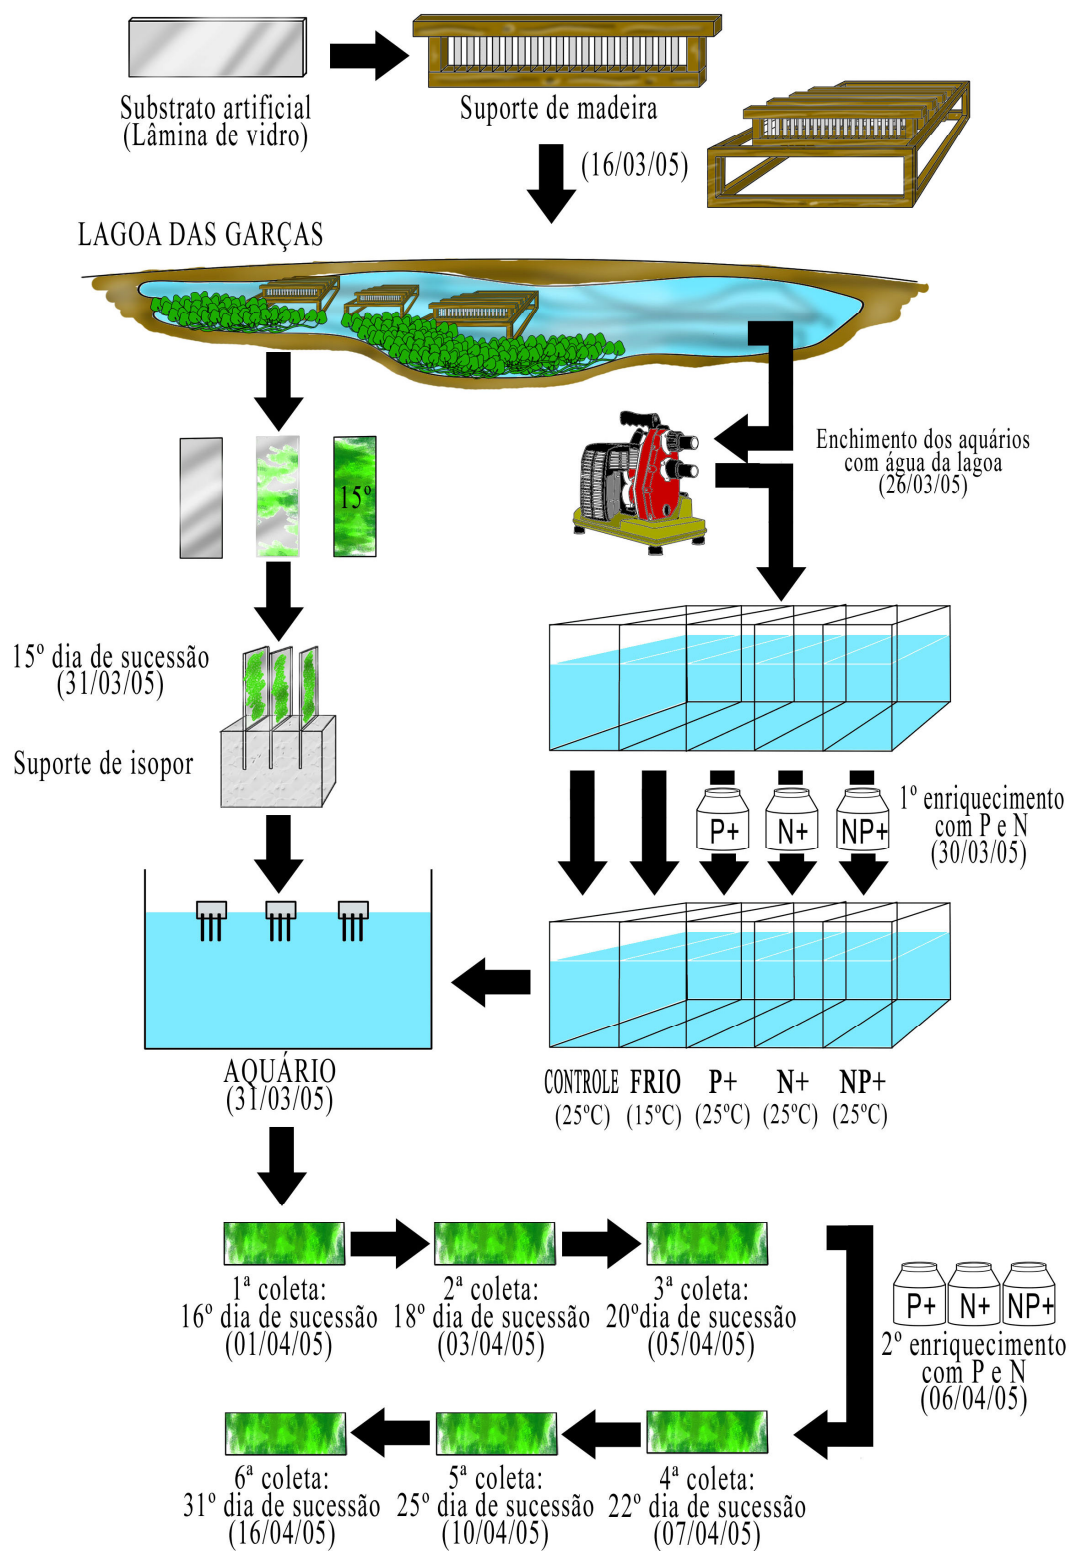 Substrato artificial
(Lâmina de vidro)
Suporte de madeira
(16/03/05)
LAGOA DAS GARÇAS
Enchimento dos aquários
com água da lagoa
(26/03/05)
15º
15º dia de sucessão
(31/03/05)
Suporte de isopor
P+
N+
NP+
1º enriquecimento
com P e N
(30/03/05)
AQUÁRIO
(31/03/05)
CONTROLE
(25ºC)
FRIO
(15ºC)
P+
(25ºC)
N+
(25ºC)
NP+
(25ºC)
1ª coleta:
16º dia de sucessão
(01/04/05)
2ª coleta:
18º dia de sucessão
(03/04/05)
3ª coleta:
20ºdia de sucessão
(05/04/05)
P+
N+
NP+
2º enriquecimento
com P e N
(06/04/05)
6ª coleta:
31º dia de sucessão
(16/04/05)
5ª coleta:
25º dia de sucessão
(10/04/05)
4ª coleta:
22º dia de sucessão
(07/04/05)